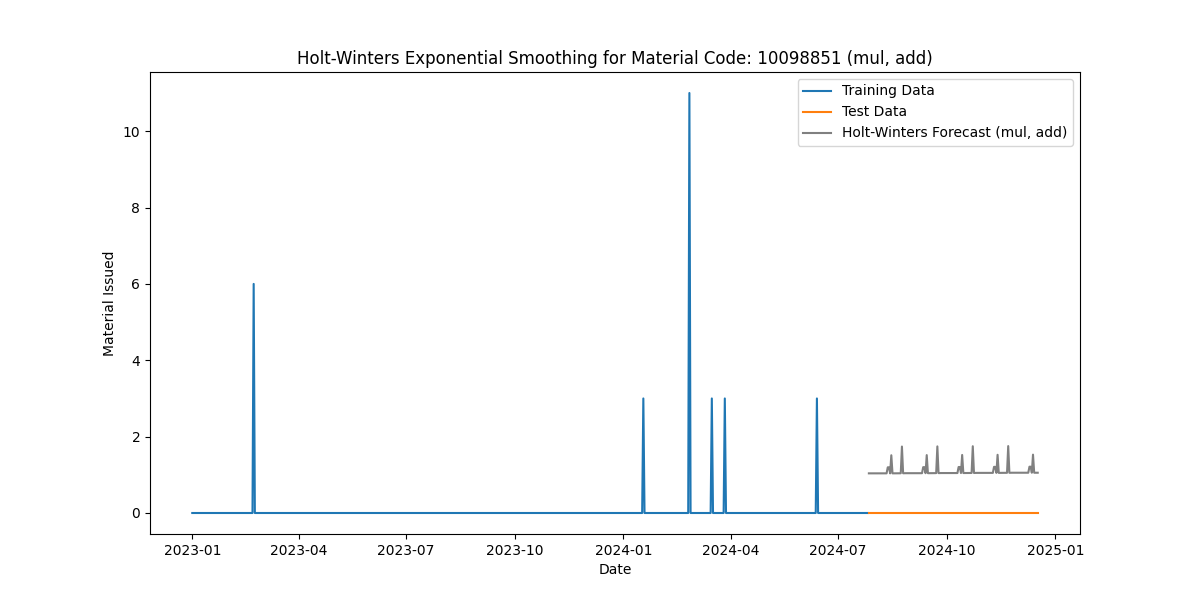 Holt-Winters Exponential Smoothing for Material Code: 10098851 (mul, add)
Training Data
Test Data
Holt-Winters Forecast (mul, add)
Material Issued
10
8
6
4
2
0
2023-01 2023-04 2023-07 2023-10 2024-01 2024-04 2024-07 2024-10 2025-01
Date